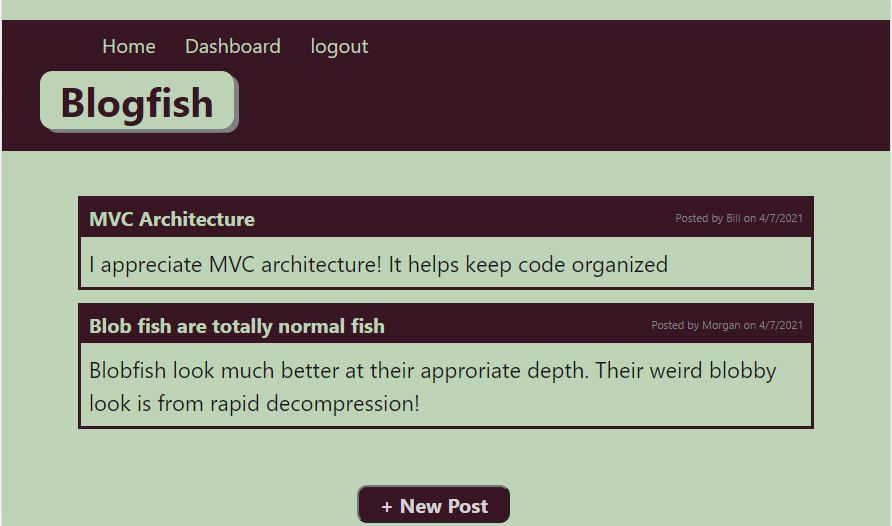 Home Dashboard logout
Blogfish
MVC Architecture Posted by Bill on 4/7/2021
I appreciate MVC architecture! It helps keep code organized
Blob fish are totally normal fish Posted by Morgan on 4/7/2021
Blobfish look much better at their approriate depth. Their weird blobby
look is from rapid decompression!
+ New Post